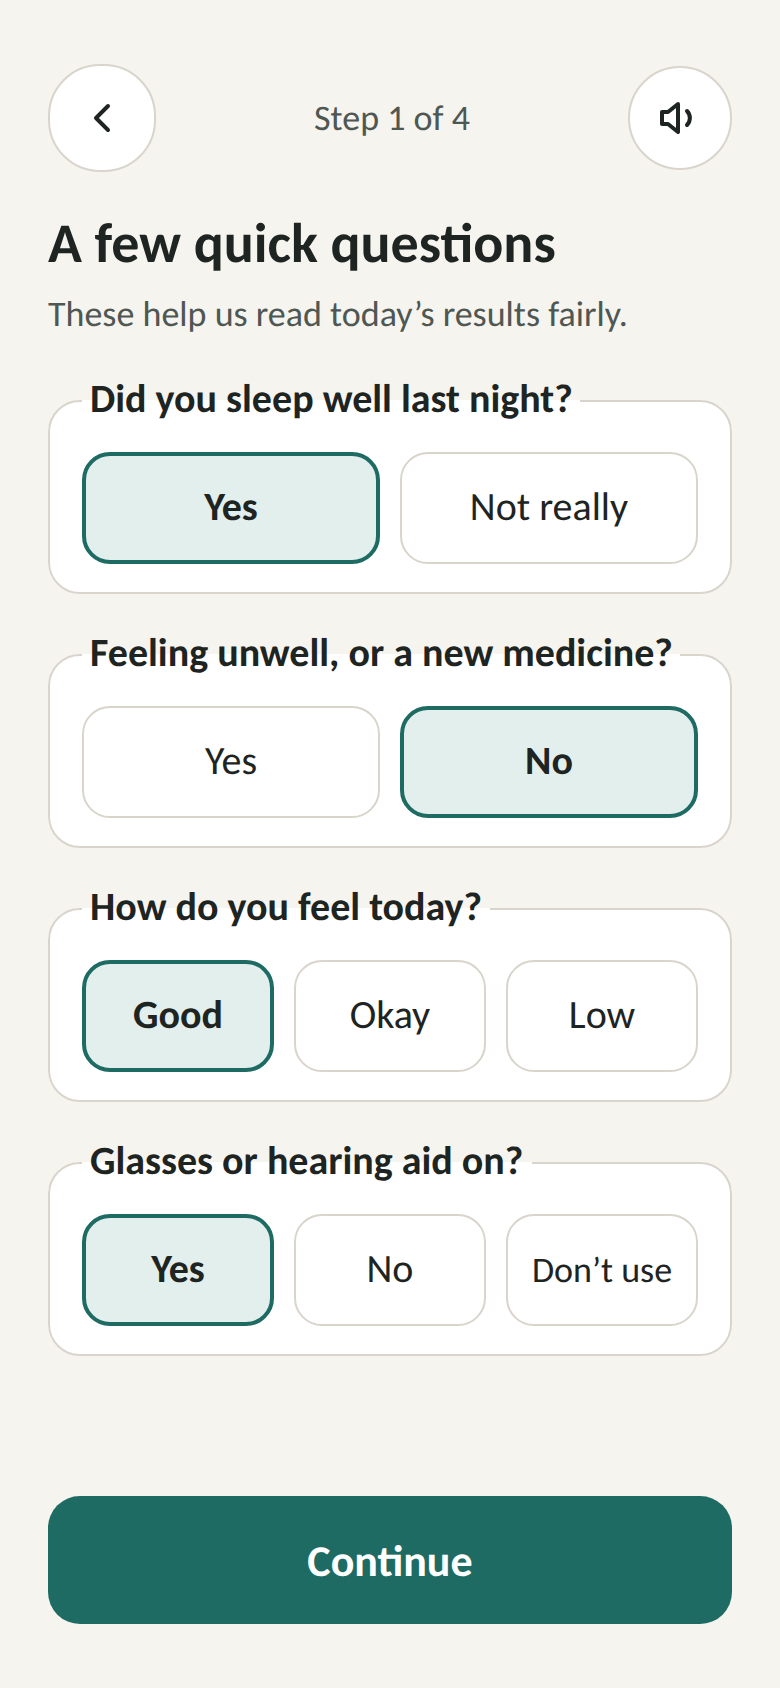 Step 1 of 4
A few quick questions
These help us read today’s results fairly.
Did you sleep well last night?
Yes
Not really
Feeling unwell, or a new medicine?
Yes
No
How do you feel today?
Good
Okay
Low
Glasses or hearing aid on?
Yes
No
Don’t use
Continue